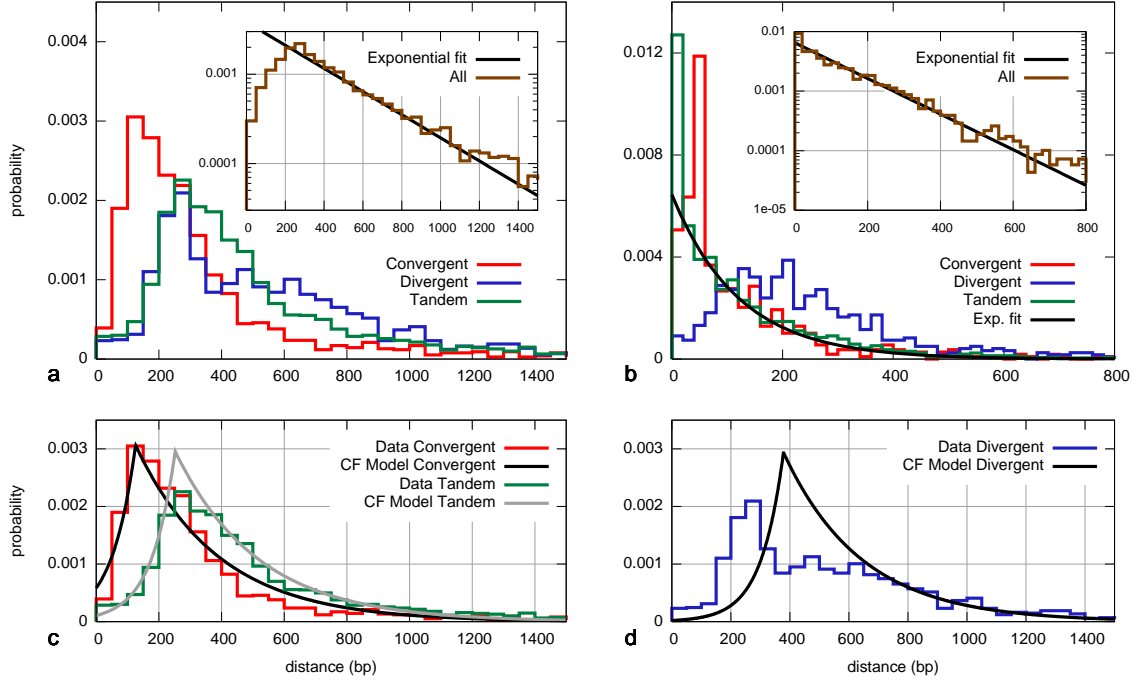 probability
0.004
0.003
0.002
0.001
0
0 200 400 600 800 1000 1200 1400
a
Exponential fit
All
0.001
0.0001
0 200 400 600 800 1000 1200 1400
Convergent
Divergent
Tandem
0.012
0.008
0.004
0
0 200 400 600 800
b
Exponential fit
All
0.01
0.001
0.0001
1e-05
0 200 400 600 800
Convergent
Divergent
Tandem
Exp. fit
probability
0.003
0.002
0.001
0
0 200 400 600 800 1000 1200 1400
c
distance (bp)
Data Convergent
CF Model Convergent
Data Tandem
CF Model Tandem
0.003
0.002
0.001
0
0 200 400 600 800 1000 1200 1400
d
distance (bp)
Data Divergent
CF Model Divergent